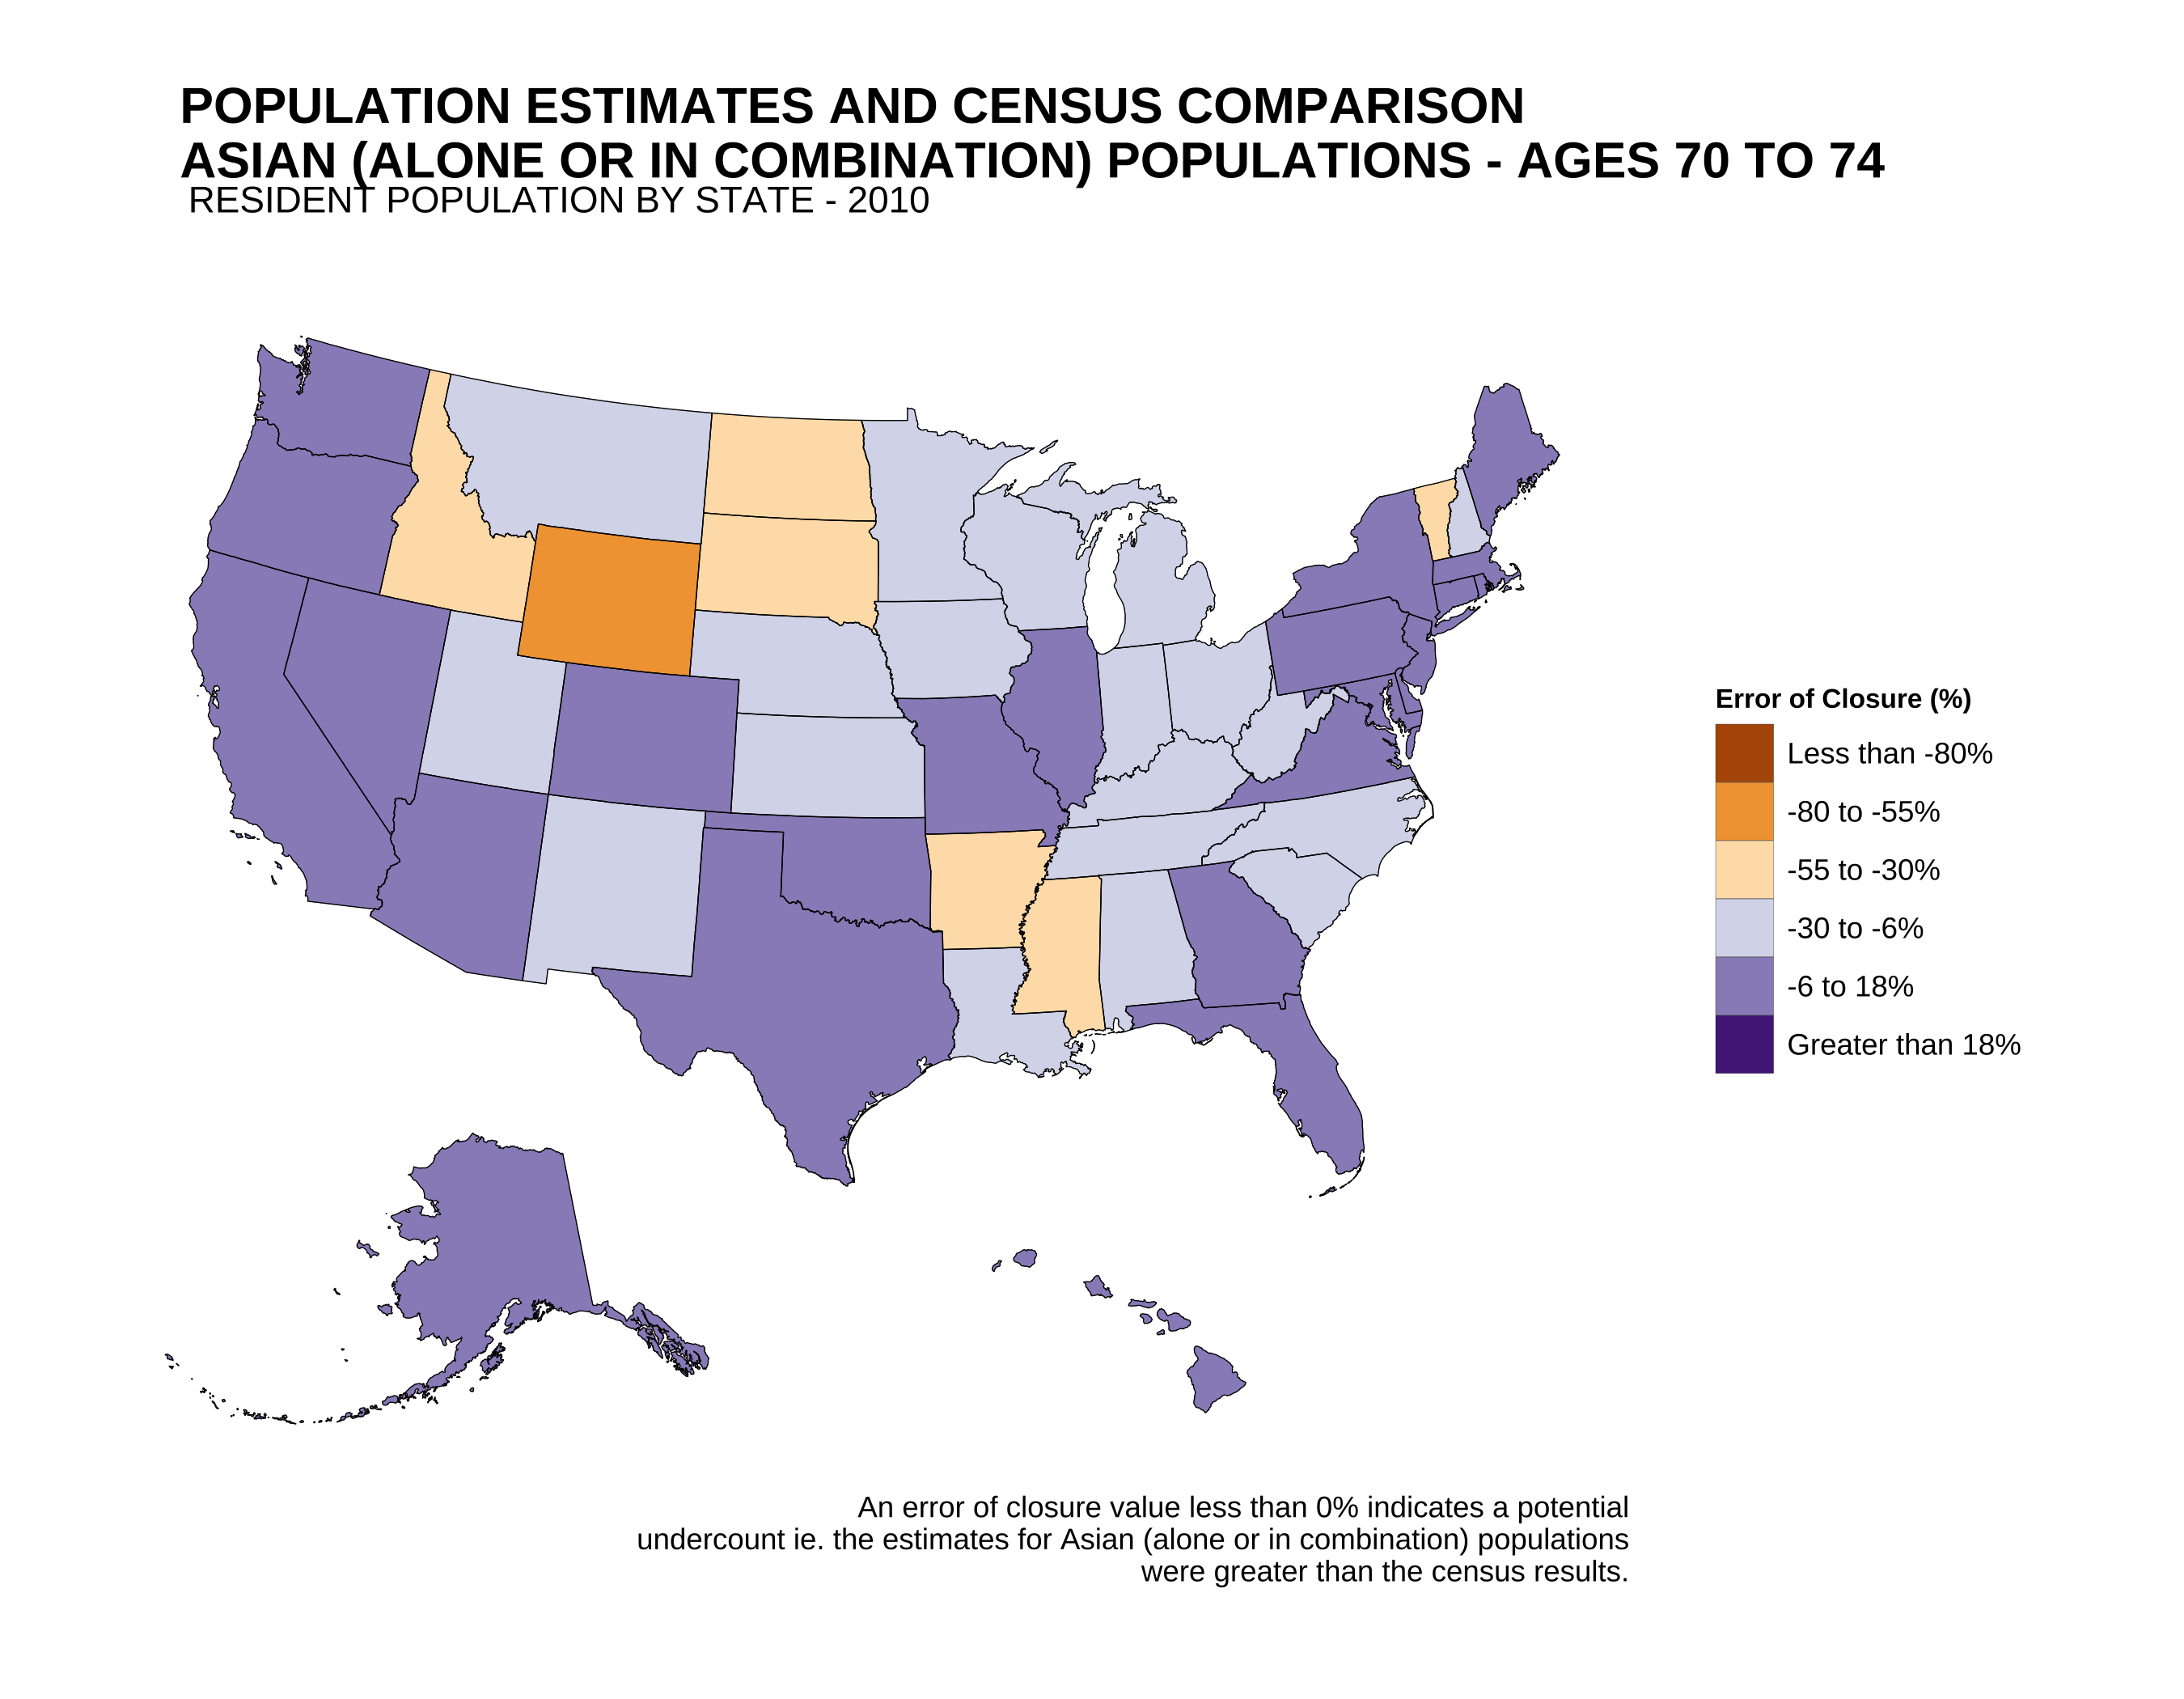 POPULATION ESTIMATES AND CENSUS COMPARISON
ASIAN (ALONE OR IN COMBINATION) POPULATIONS - AGES 70 TO 74
RESIDENT POPULATION BY STATE - 2010
Error of Closure (%)
Less than -80%
-80 to -55%
-55 to -30%
-30 to -6%
-6 to 18%
Greater than 18%
An error of closure value less than 0% indicates a potential
undercount ie. the estimates for Asian (alone or in combination) populations
were greater than the census results.